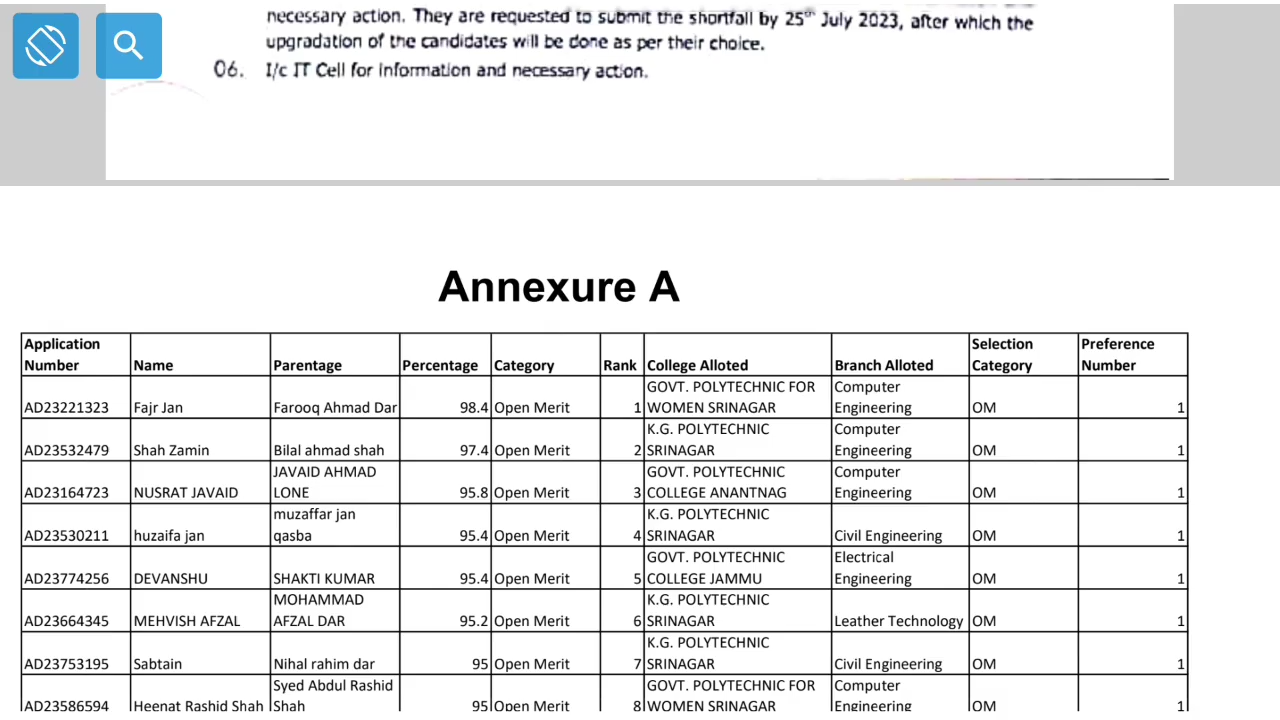 necessary action. They are requested to submit the shortfall by 25th July 2023, after which the
upgradation of the candidates will be done as per their choice.
06. I/c IT Cell for information and necessary action.
Annexure A
Application Number Name Parentage Percentage Category Rank College Alloted Branch Alloted Selection Category Preference Number
AD23221323 Fajr Jan Farooq Ahmad Dar 98.4 Open Merit 1 GOVT. POLYTECHNIC FOR WOMEN SRINAGAR Computer Engineering OM 1
AD23532479 Shah Zamin Bilal ahmad shah 97.4 Open Merit 2 K.G. POLYTECHNIC SRINAGAR Computer Engineering OM 1
AD23164723 NUSRAT JAVAID JAVAID AHMAD LONE 95.8 Open Merit 3 GOVT. POLYTECHNIC COLLEGE ANANTNAG Computer Engineering OM 1
AD23530211 huzaifa jan muzaffar jan qasba 95.4 Open Merit 4 K.G. POLYTECHNIC SRINAGAR Civil Engineering OM 1
AD23774256 DEVANSHU SHAKTI KUMAR 95.4 Open Merit 5 GOVT. POLYTECHNIC COLLEGE JAMMU Electrical Engineering OM 1
AD23664345 MEHVISH AFZAL MOHAMMAD AFZAL DAR 95.2 Open Merit 6 K.G. POLYTECHNIC SRINAGAR Leather Technology OM 1
AD23753195 Sabtain Nihal rahim dar 95 Open Merit 7 K.G. POLYTECHNIC SRINAGAR Civil Engineering OM 1
AD23586594 Heenat Rashid Shah Syed Abdul Rashid Shah 95 Open Merit 8 GOVT. POLYTECHNIC FOR WOMEN SRINAGAR Computer Engineering OM 1